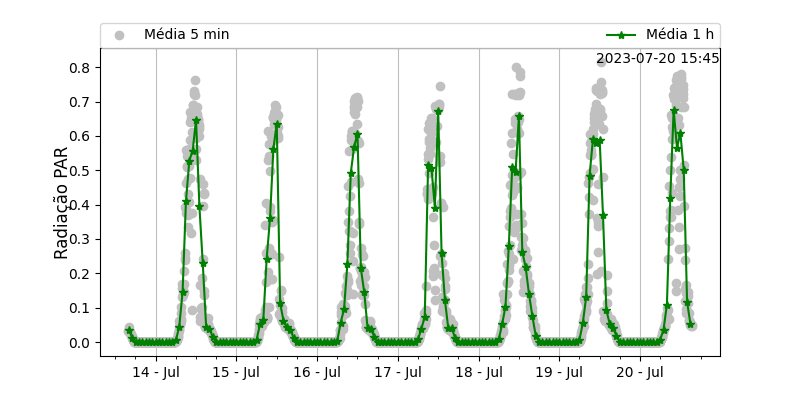 Média 5 min
Média 1 h
2023-07-20 15:45
Radiação PAR
0.8
0.7
0.6
0.5
0.4
0.3
0.2
0.1
0.0
14 - Jul
15 - Jul
16 - Jul
17 - Jul
18 - Jul
19 - Jul
20 - Jul